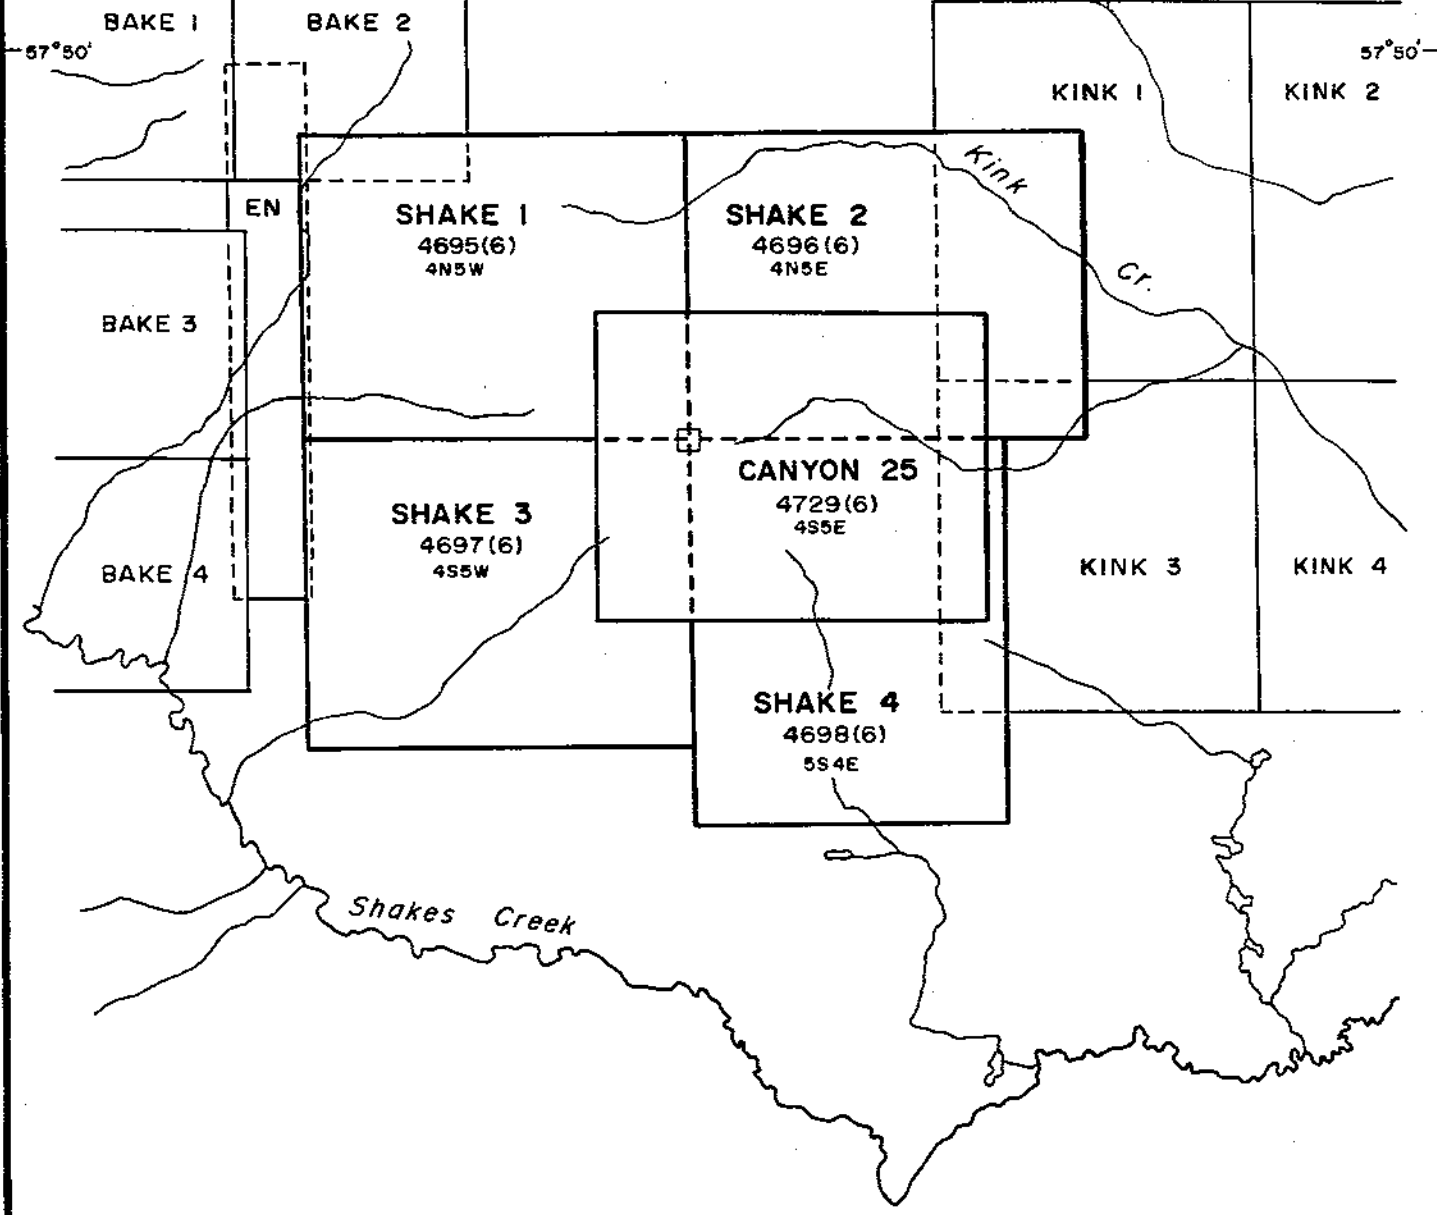 BAKE 1
BAKE 2
57°50'
57°50'
KINK 1
KINK 2
Kink
Cr.
EN
SHAKE 1
4695(6)
4N5W
SHAKE 2
4696(6)
4N5E
BAKE 3
CANYON 25
4729(6)
4S5E
SHAKE 3
4697(6)
4S5W
BAKE 4
KINK 3
KINK 4
SHAKE 4
4698(6)
5S4E
Shakes Creek